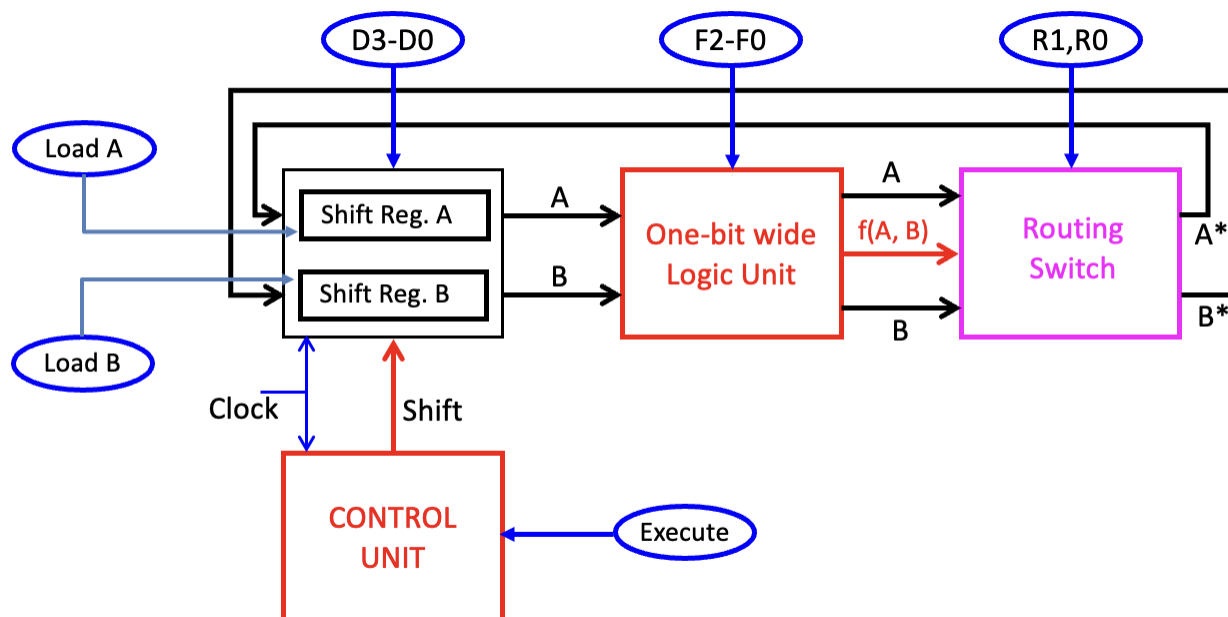 D3-D0
F2-F0
R1,R0
Load A
Shift Reg. A
A
One-bit wide
Logic Unit
A
f(A, B)
Routing
Switch
A*
Shift Reg. B
B
B
B*
Load B
Clock
Shift
CONTROL
UNIT
Execute